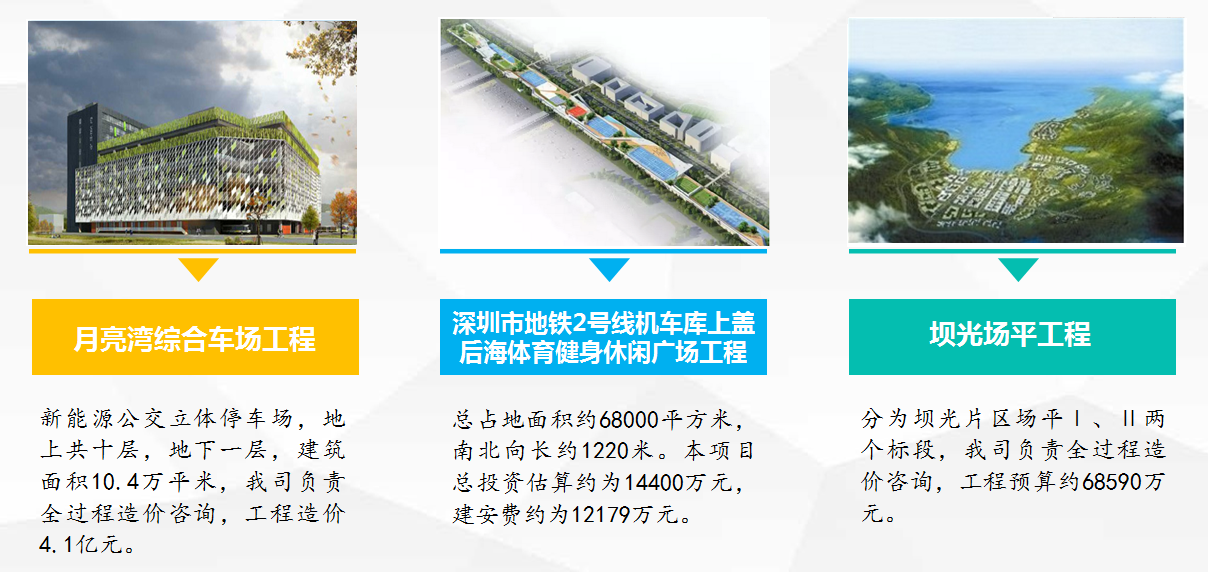 月亮湾综合车场工程
新能源公交立体停车场，地
上共十层，地下一层，建筑
面积10.4万平米，我司负责
全过程造价咨询，工程造价
4.1亿元。
深圳市地铁2号线机车库上盖
后海体育健身休闲广场工程
总占地面积约68000平方米，
南北向长约1220米。本项目
总投资估算约为14400万元，
建安费约为12179万元。
坝光场平工程
分为坝光片区场平Ⅰ、Ⅱ两
个标段，我司负责全过程造
价咨询，工程预算约68590万
元。